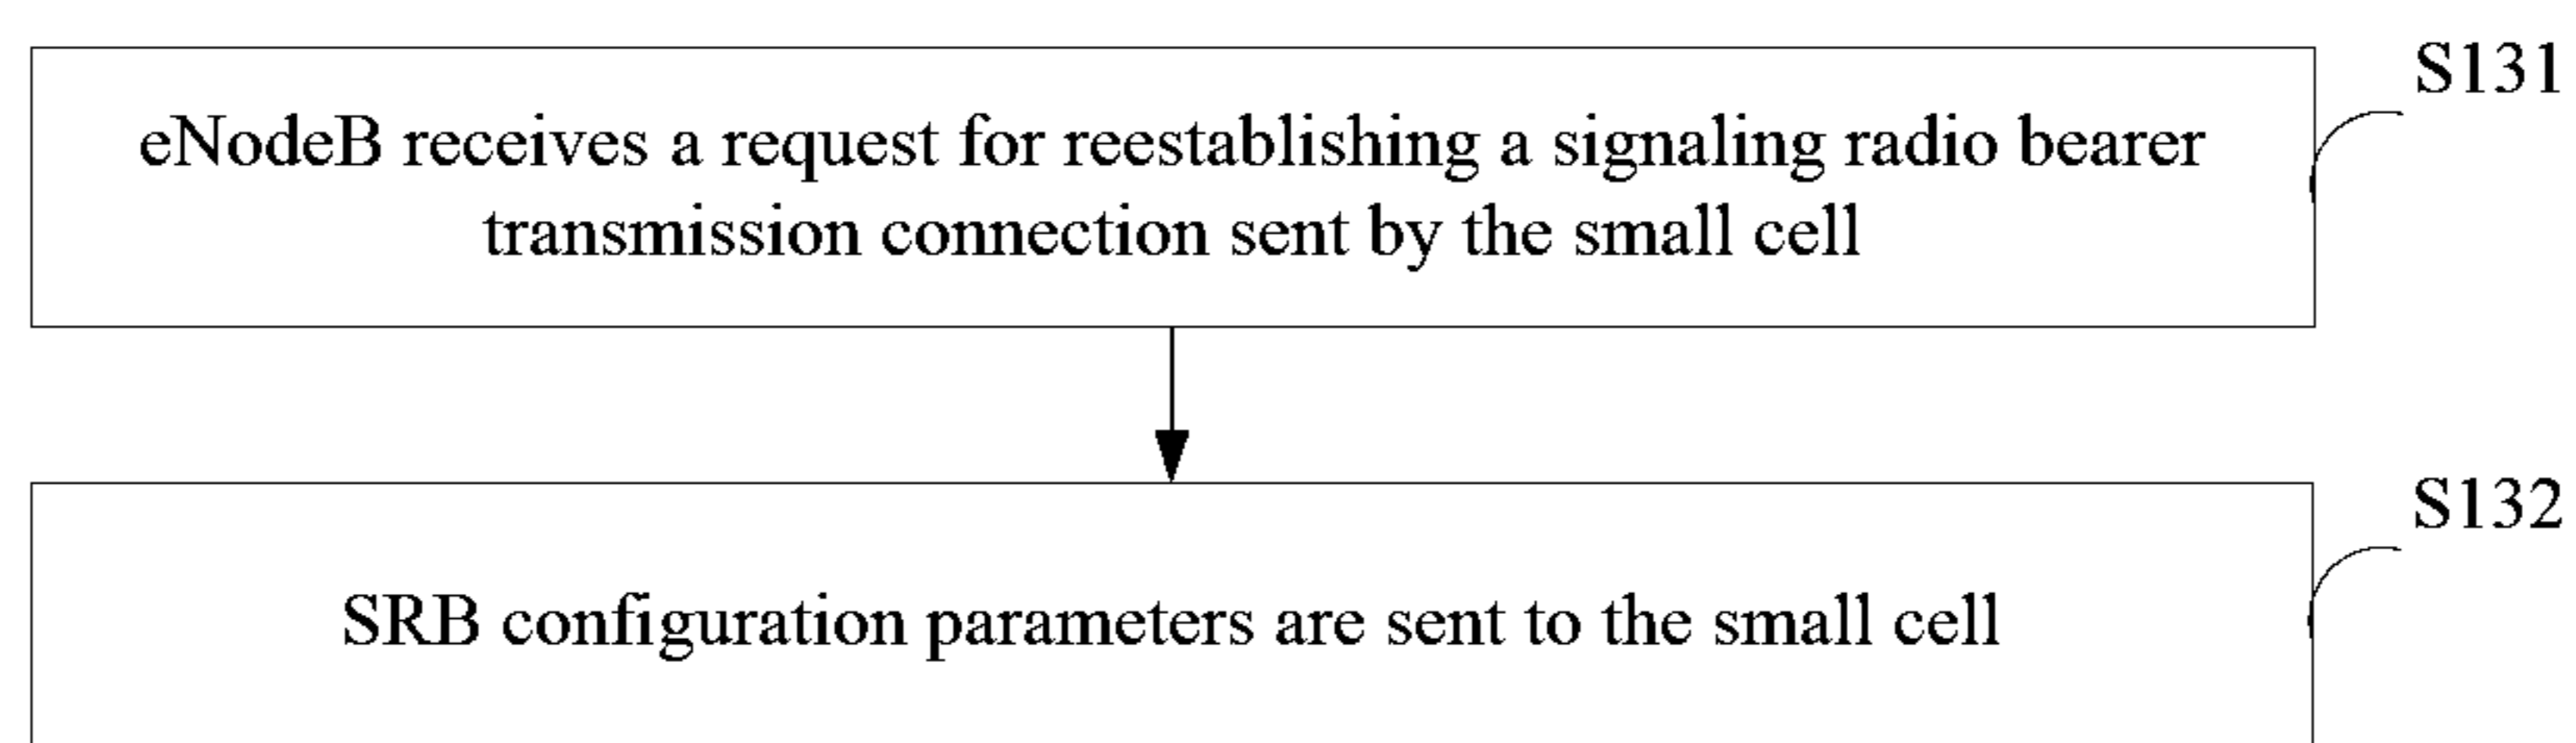 S131
eNodeB receives a request for reestablishing a signaling radio bearer
transmission connection sent by the small cell
S132
SRB configuration parameters are sent to the small cell